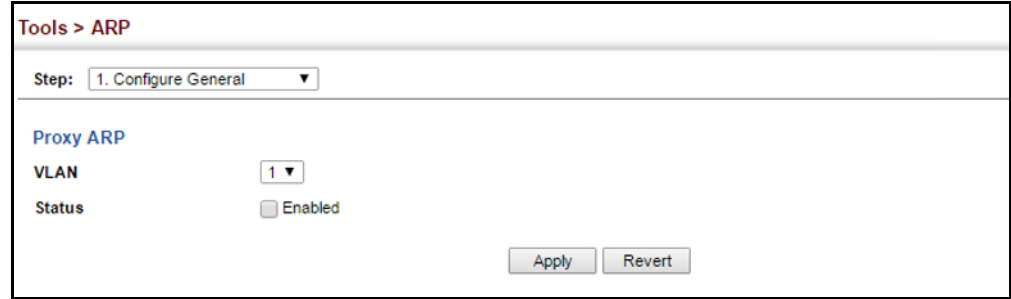 Tools > ARP
Step: 1. Configure General
Proxy ARP
VLAN 1
Status Enabled
Apply Revert